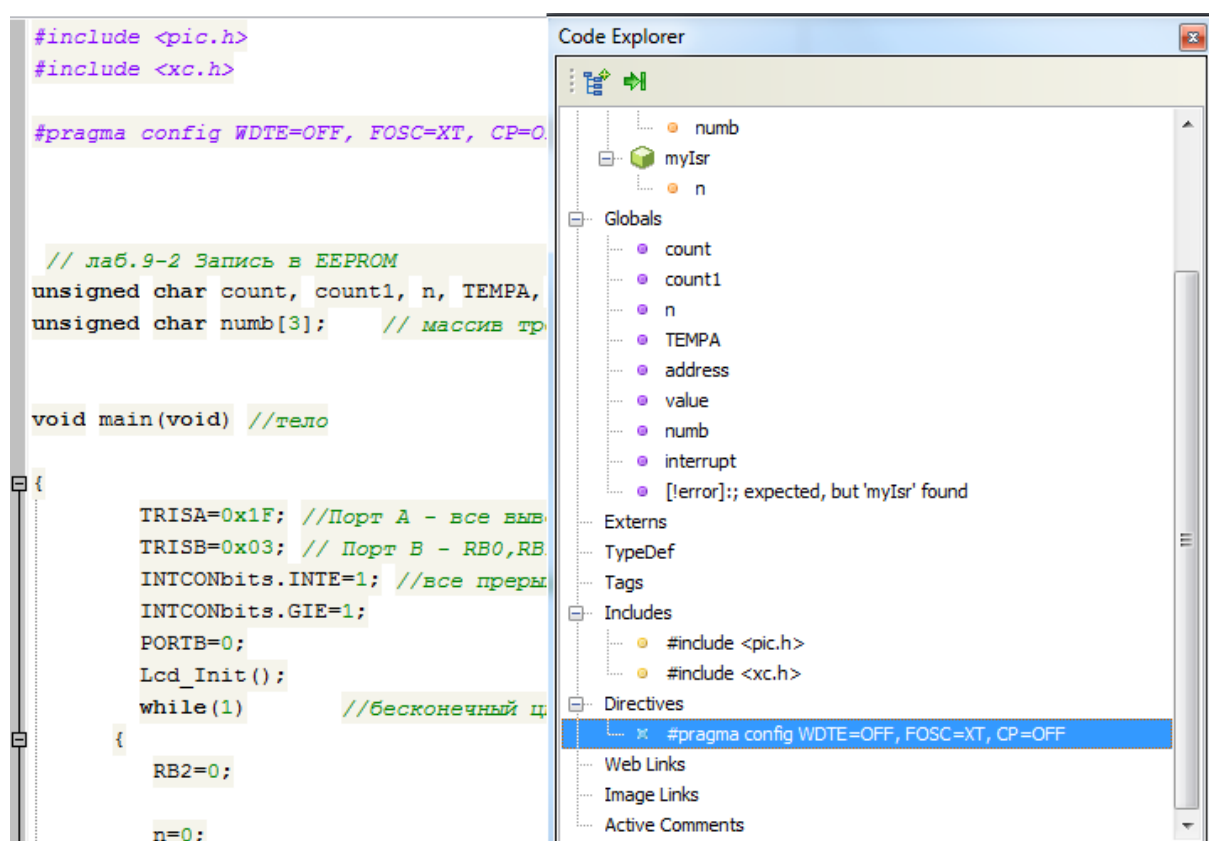 #include <pic.h>
#include <xc.h>
#pragma config WDTE=OFF, FOSC=XT, CP=O
// лаб.9-2 Запись в EEPROM
unsigned char count, count1, n, TEMPA,
unsigned char numb[3]; // массив тр
void main(void) //тело
{
TRISA=0x1F; //Порт А - все выв
TRISB=0x03; // Порт В - RB0,RB
INTCONbits.INTE=1; //все преры
INTCONbits.GIE=1;
PORTB=0;
Lcd_Init();
while(1) //бесконечный ц
{
RB2=0;
n=0;
Code Explorer
numb
myIsr
n
Globals
count
count1
n
TEMPA
address
value
numb
interrupt
[!error]:; expected, but 'myIsr' found
Externs
TypeDef
Tags
Includes
#include <pic.h>
#include <xc.h>
Directives
#pragma config WDTE=OFF, FOSC=XT, CP=OFF
Web Links
Image Links
Active Comments